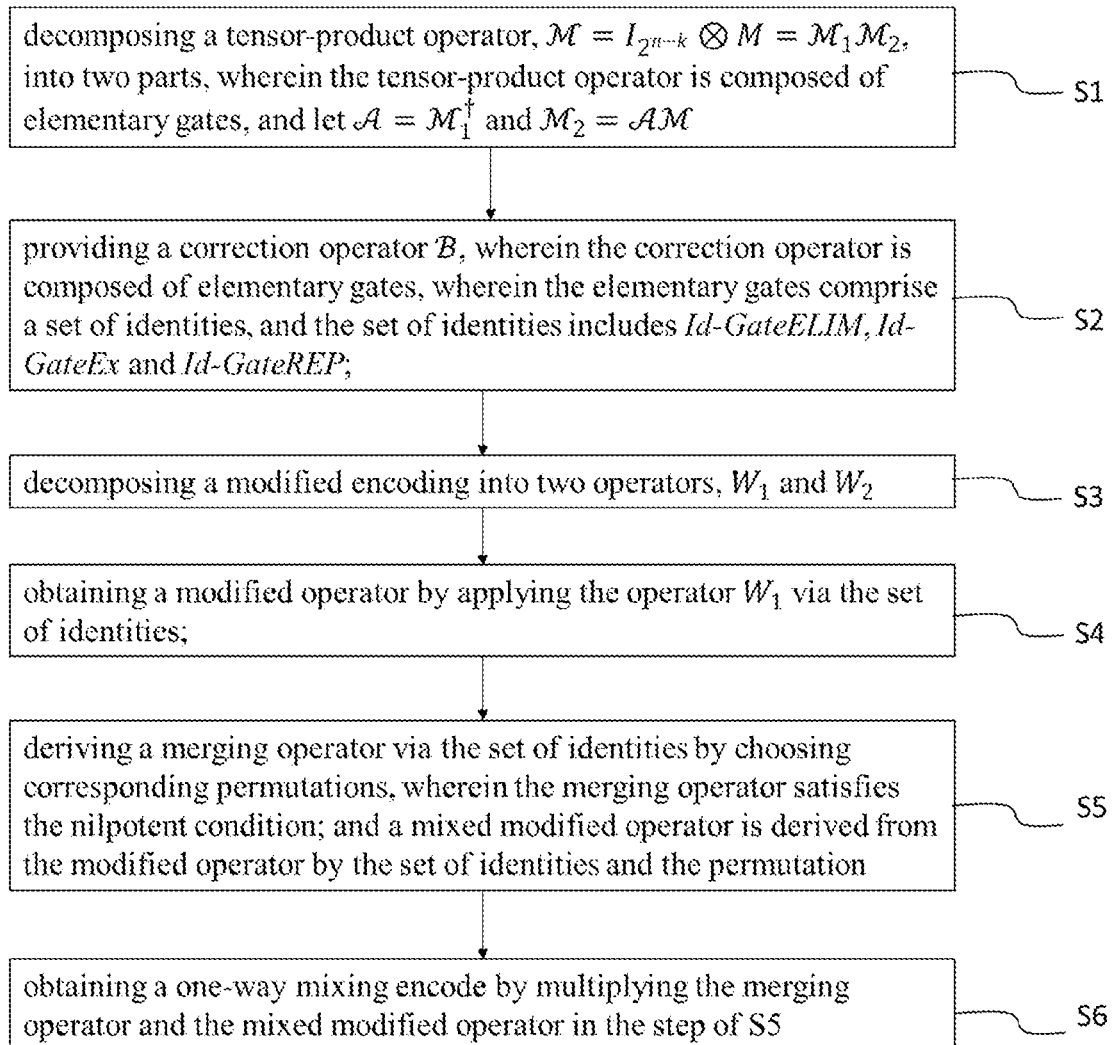 decomposing a tensor-product operator, ℳ = I_{2^{n−k}} ⊗ M = ℳ₁ℳ₂,
into two parts, wherein the tensor-product operator is composed of
elementary gates, and let 𝒜 = ℳ₁† and ℳ₂ = 𝒜ℳ
S1
providing a correction operator ℬ, wherein the correction operator is
composed of elementary gates, wherein the elementary gates comprise
a set of identities, and the set of identities includes Id-GateELIM, Id-
GateEx and Id-GateREP;
S2
decomposing a modified encoding into two operators, W₁ and W₂
S3
obtaining a modified operator by applying the operator W₁ via the set
of identities;
S4
deriving a merging operator via the set of identities by choosing
corresponding permutations, wherein the merging operator satisfies
the nilpotent condition; and a mixed modified operator is derived from
the modified operator by the set of identities and the permutation
S5
obtaining a one-way mixing encode by multiplying the merging
operator and the mixed modified operator in the step of S5
S6